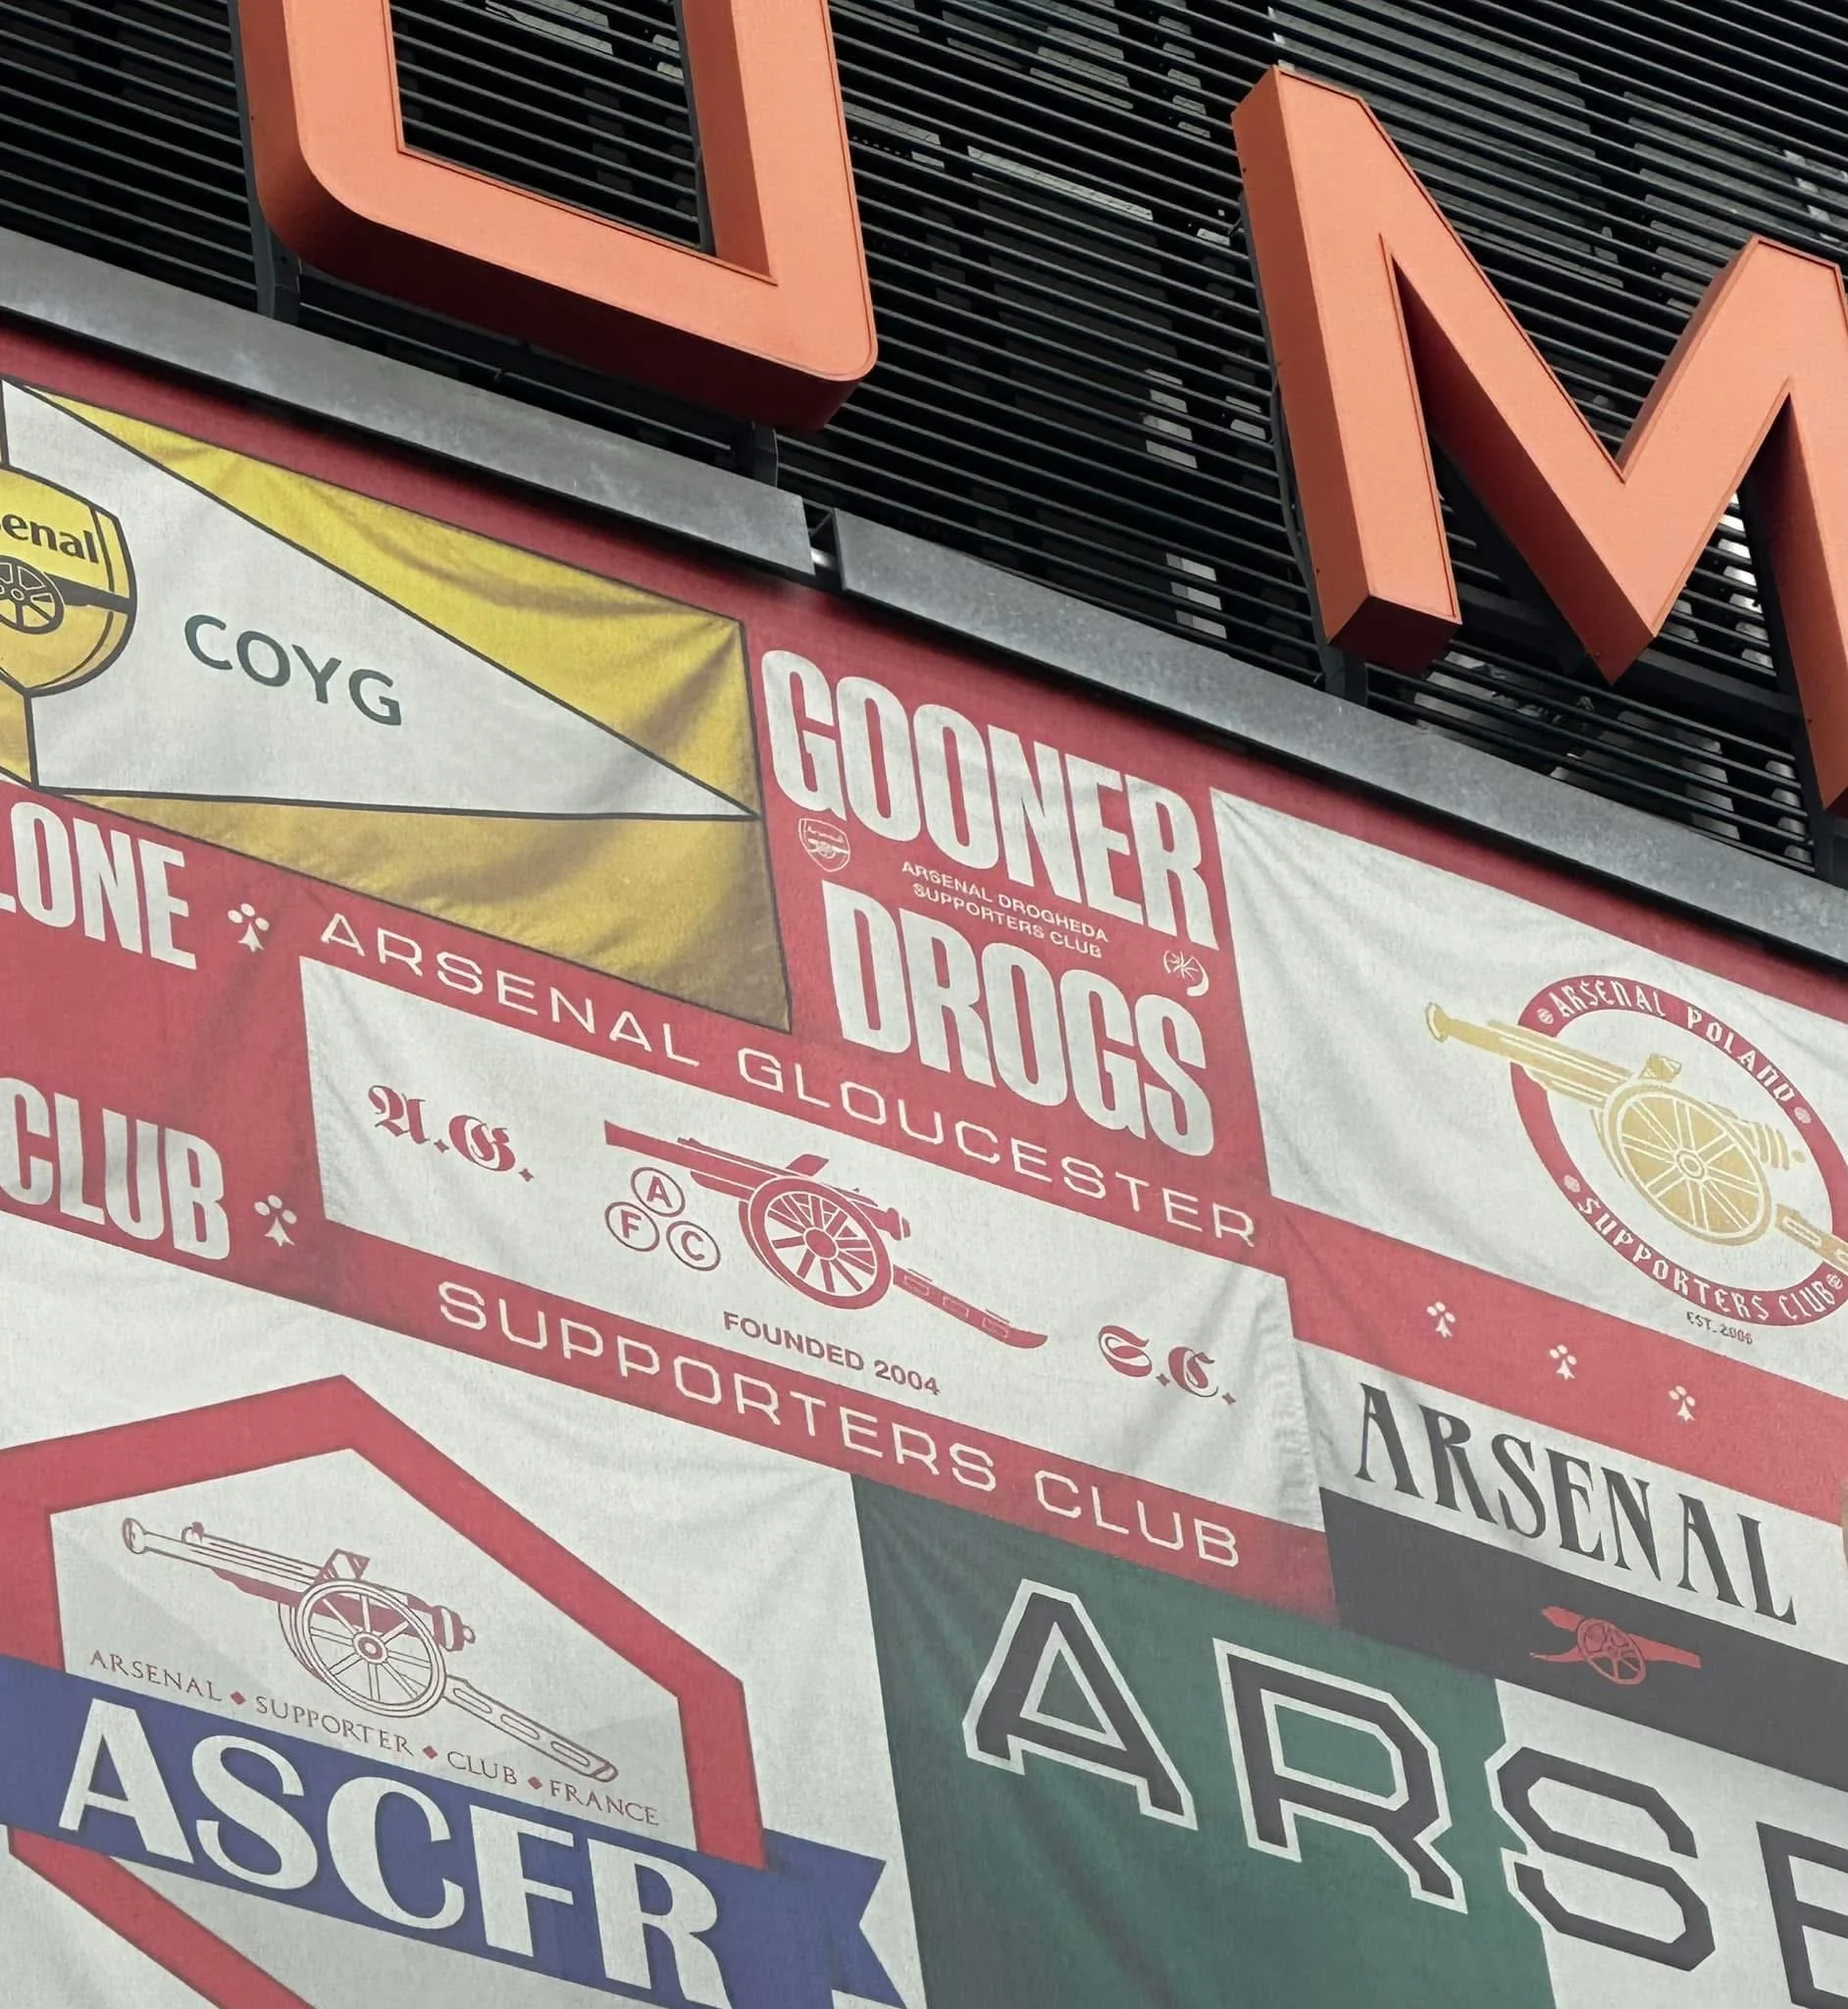 M
enal
COYG
GOONER
ARSENAL DROGHEDA
SUPPORTERS CLUB
DROGS
LONE
CLUB
ARSENAL GLOUCESTER
A.G.
A
F C
S.C.
FOUNDED 2004
SUPPORTERS CLUB
ARSENAL POLAND
SUPPORTERS CLUB
EST. 2006
ARSENAL
ARSENAL ◆ SUPPORTER ◆ CLUB ◆ FRANCE
ASCFR
ARSE